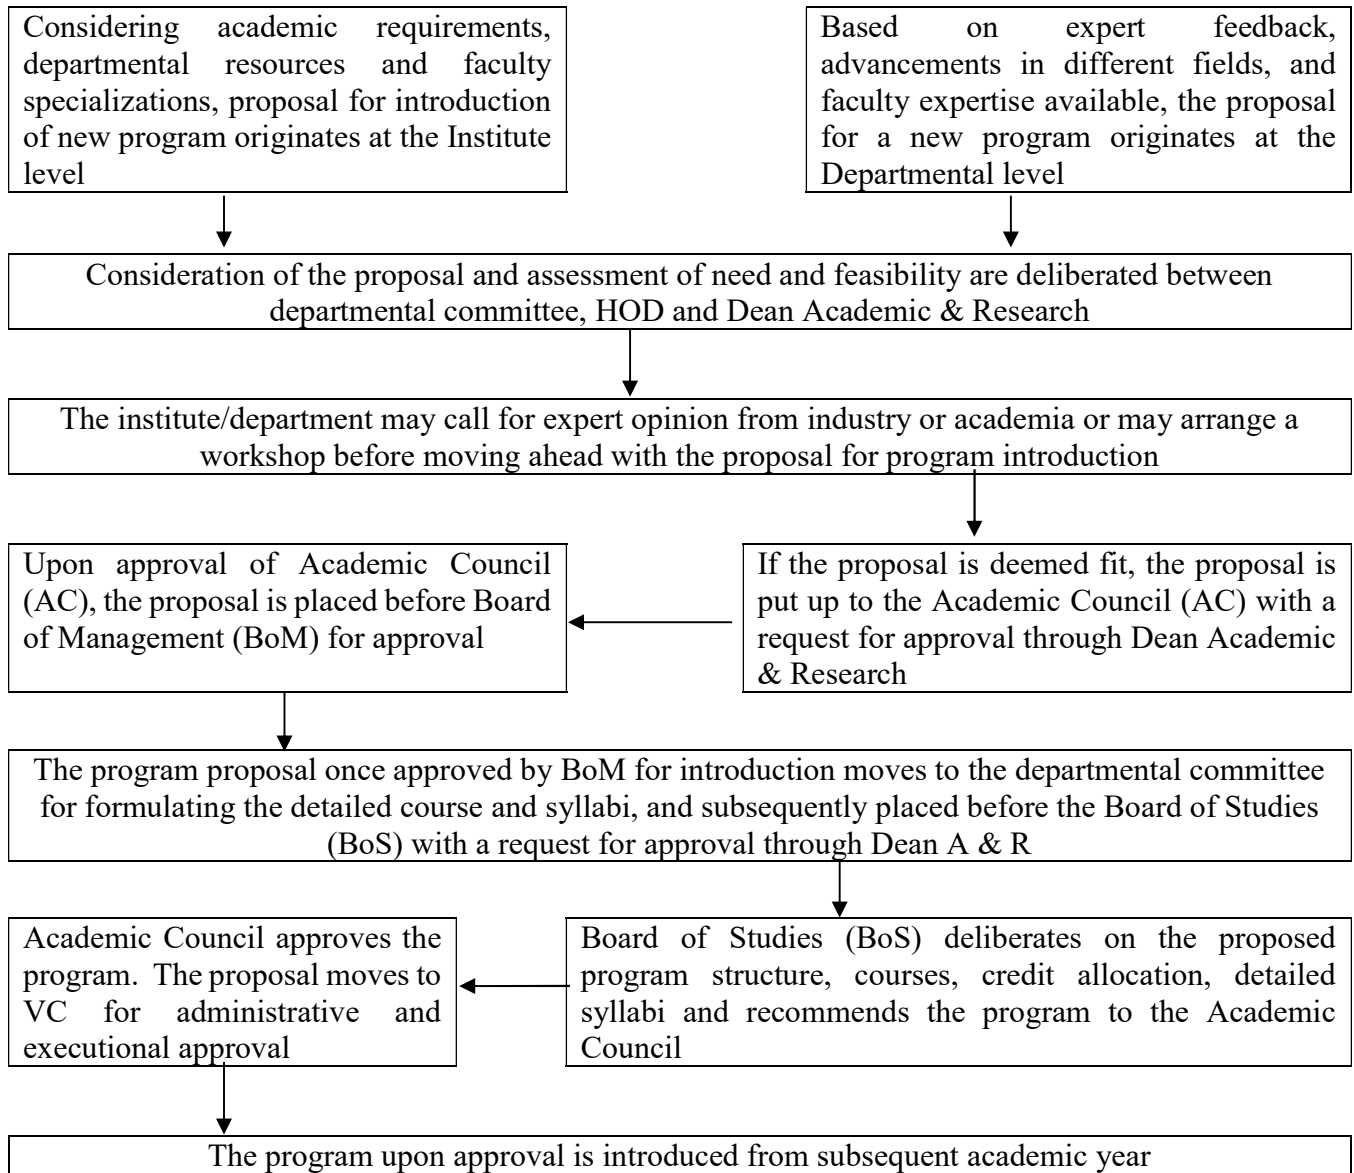 Considering academic requirements,
departmental resources and faculty
specializations, proposal for introduction
of new program originates at the Institute
level
Based on expert feedback,
advancements in different fields, and
faculty expertise available, the proposal
for a new program originates at the
Departmental level
Consideration of the proposal and assessment of need and feasibility are deliberated between
departmental committee, HOD and Dean Academic & Research
The institute/department may call for expert opinion from industry or academia or may arrange a
workshop before moving ahead with the proposal for program introduction
If the proposal is deemed fit, the proposal is
put up to the Academic Council (AC) with a
request for approval through Dean Academic
& Research
Upon approval of Academic Council
(AC), the proposal is placed before Board
of Management (BoM) for approval
The program proposal once approved by BoM for introduction moves to the departmental committee
for formulating the detailed course and syllabi, and subsequently placed before the Board of Studies
(BoS) with a request for approval through Dean A & R
Board of Studies (BoS) deliberates on the proposed
program structure, courses, credit allocation, detailed
syllabi and recommends the program to the Academic
Council
Academic Council approves the
program. The proposal moves to
VC for administrative and
executional approval
The program upon approval is introduced from subsequent academic year